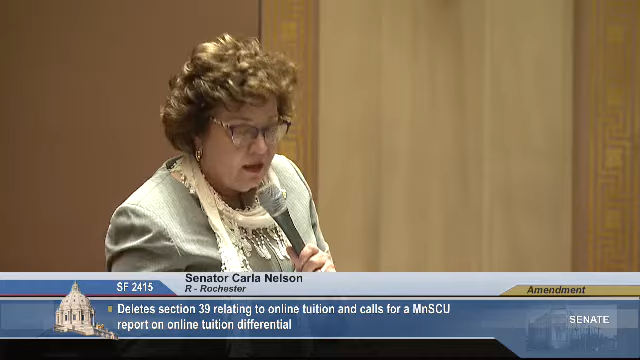 Senator Carla Nelson
SF 2415
R - Rochester
Amendment
Deletes section 39 relating to online tuition and calls for a MnSCU
report on online tuition differential
SENATE